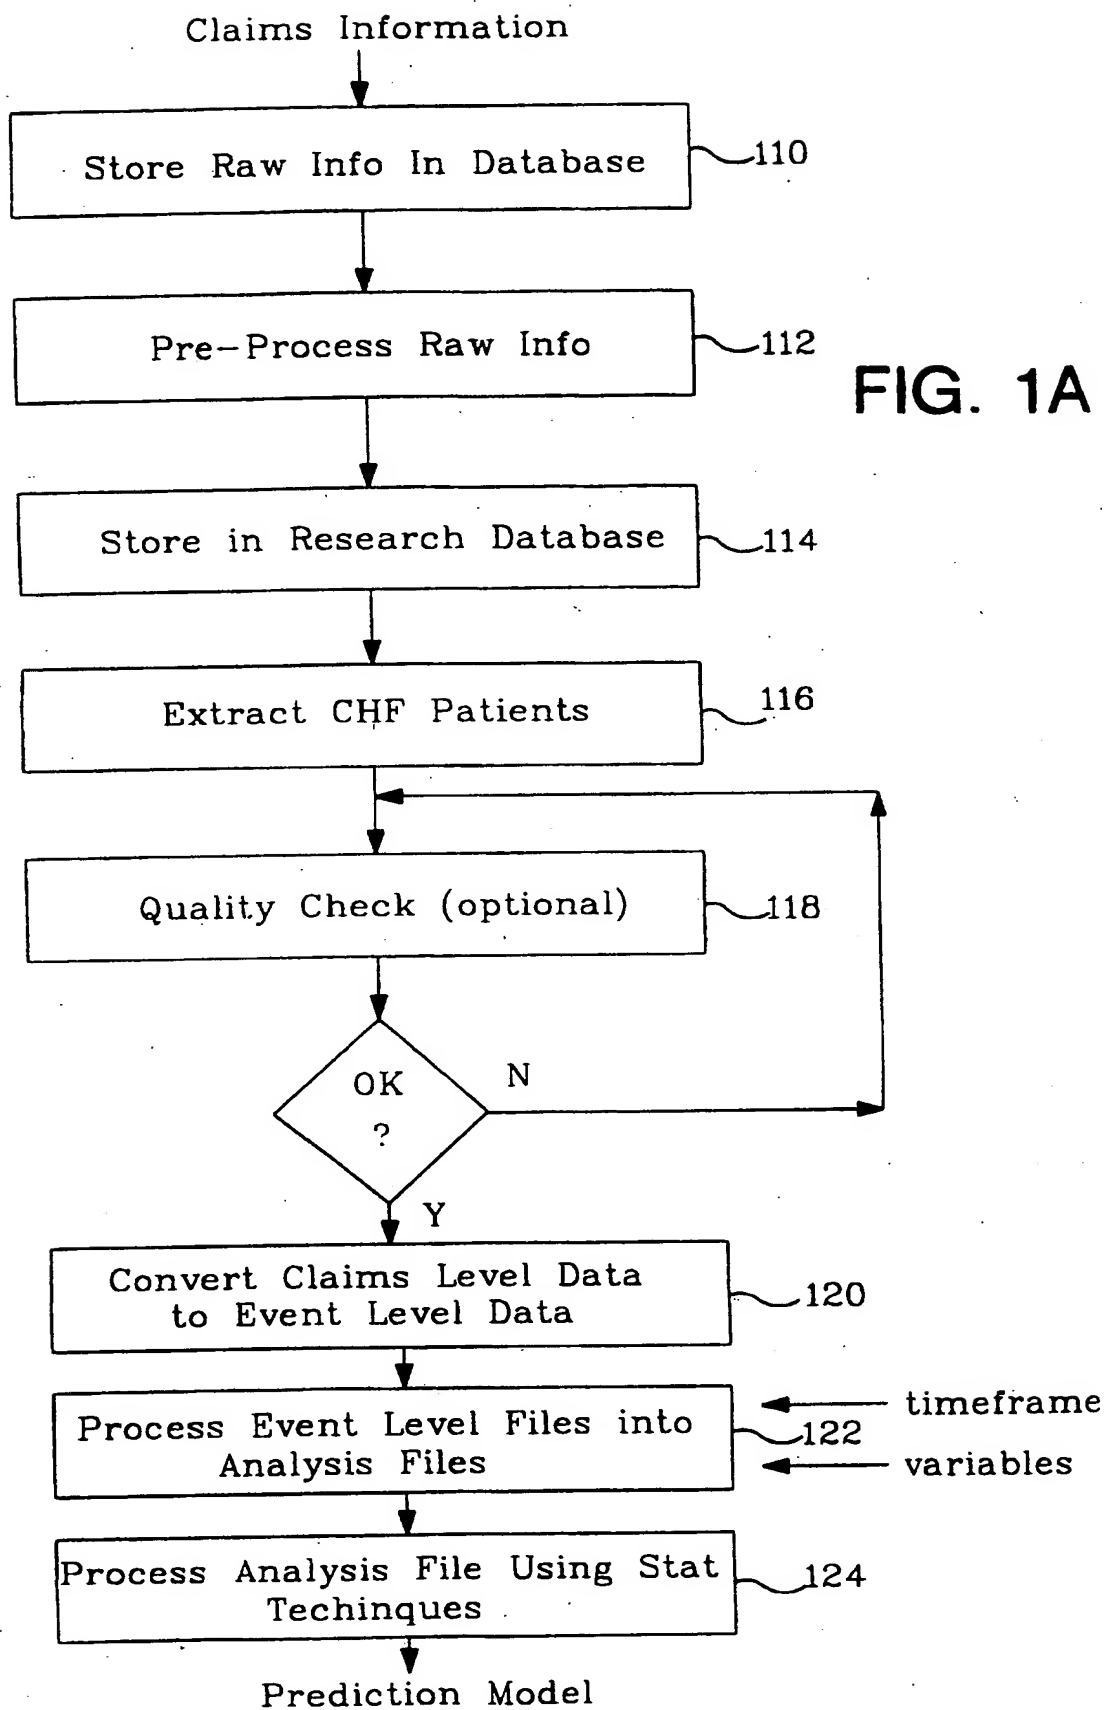 Claims Information
Store Raw Info In Database
110
Pre-Process Raw Info
112
FIG. 1A
Store in Research Database
114
Extract CHF Patients
116
Quality Check (optional)
118
OK
?
N
Y
Convert Claims Level Data
to Event Level Data
120
Process Event Level Files into
Analysis Files
122
timeframe
variables
Process Analysis File Using Stat
Techinques
124
Prediction Model